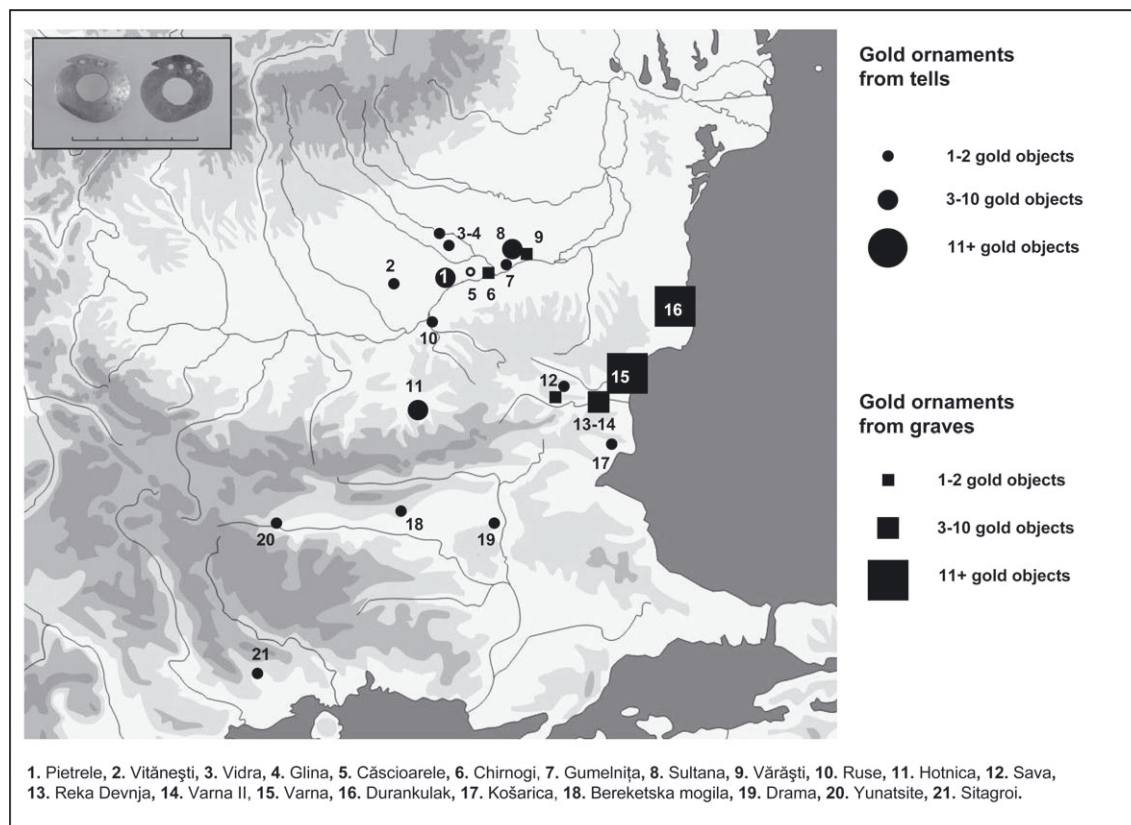 3-4
8
9
2
1
7
5
6
10
16
11
12
15
13-14
17
18
20
19
21
Gold ornaments
from tells
1-2 gold objects
3-10 gold objects
11+ gold objects
Gold ornaments
from graves
1-2 gold objects
3-10 gold objects
11+ gold objects
1. Pietrele, 2. Vităneşti, 3. Vidra, 4. Glina, 5. Căscioarele, 6. Chirnogi, 7. Gumelniţa, 8. Sultana, 9. Vărăşti, 10. Ruse, 11. Hotnica, 12. Sava,
13. Reka Devnja, 14. Varna II, 15. Varna, 16. Durankulak, 17. Košarica, 18. Bereketska mogila, 19. Drama, 20. Yunatsite, 21. Sitagroi.